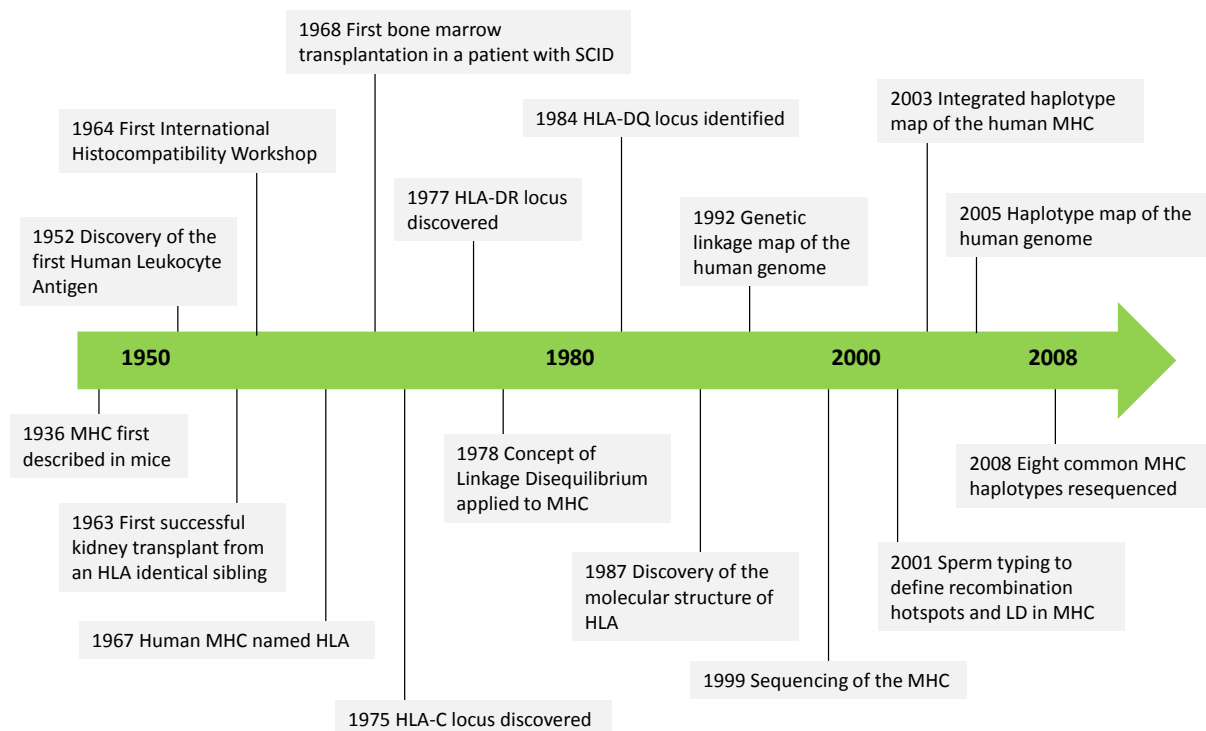 1968 First bone marrow
transplantation in a patient with SCID
1964 First International
Histocompatibility Workshop
1984 HLA-DQ locus identified
2003 Integrated haplotype
map of the human MHC
1977 HLA-DR locus
discovered
1952 Discovery of the
first Human Leukocyte
Antigen
1992 Genetic
linkage map of the
human genome
2005 Haplotype map of the
human genome
1950
1980
2000
2008
1936 MHC first
described in mice
1963 First successful
kidney transplant from
an HLA identical sibling
1967 Human MHC named HLA
1975 HLA-C locus discovered
1978 Concept of
Linkage Disequilibrium
applied to MHC
1987 Discovery of the
molecular structure of
HLA
1999 Sequencing of the MHC
2001 Sperm typing to
define recombination
hotspots and LD in MHC
2008 Eight common MHC
haplotypes resequenced